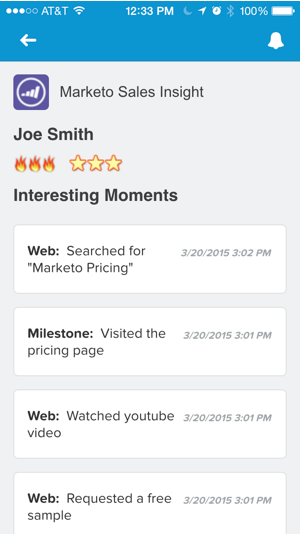 AT&T 12:33 PM 100%
Marketo Sales Insight
Joe Smith
Interesting Moments
Web: Searched for 3/20/2015 3:02 PM
"Marketo Pricing"
Milestone: Visited the 3/20/2015 3:01 PM
pricing page
Web: Watched youtube 3/20/2015 3:01 PM
video
Web: Requested a free 3/20/2015 3:01 PM
sample